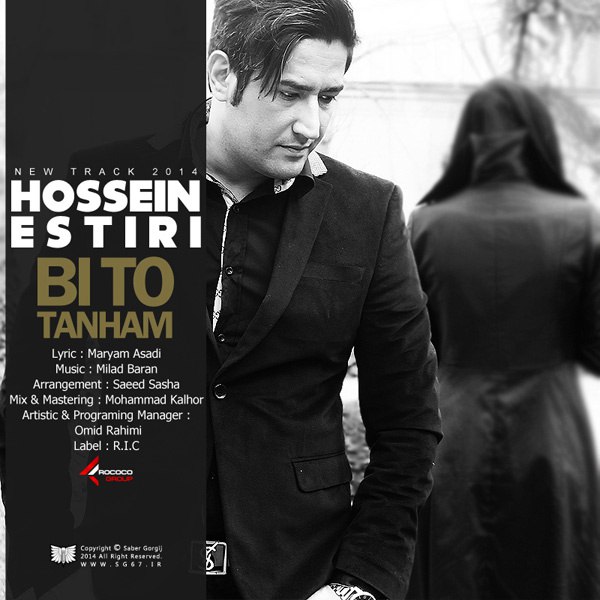 NEW TRACK 2014
HOSSEIN
ESTIRI
BI TO
TANHAM
Lyric : Maryam Asadi
Music : Milad Baran
Arrangement : Saeed Sasha
Mix & Mastering : Mohammad Kalhor
Artistic & Programing Manager :
Omid Rahimi
Label : R.I.C
ROCOCO
GROUP
Copyright © Saber Gorgij
2014 All Right Reserved.
WWW.SG67.IR